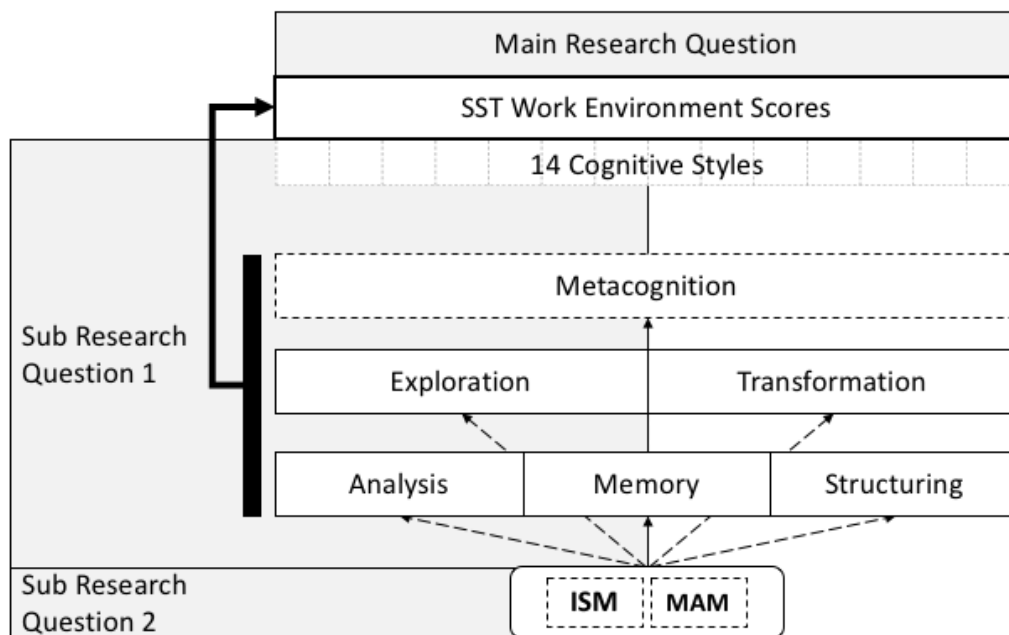 Main Research Question
SST Work Environment Scores
14 Cognitive Styles
Metacognition
Sub Research
Question 1
Exploration
Transformation
Analysis
Memory
Structuring
Sub Research
Question 2
ISM
MAM